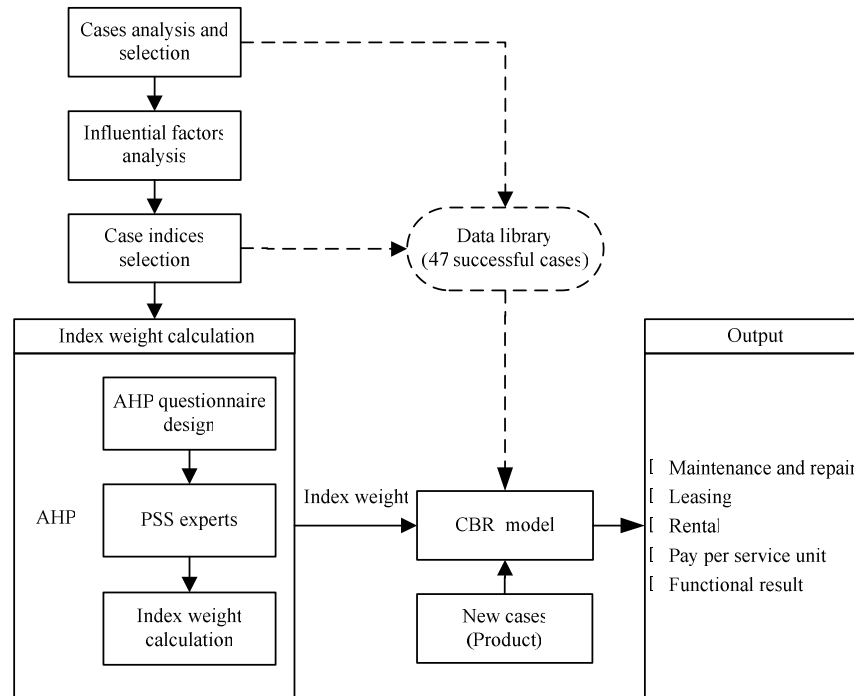 Cases analysis and
selection
Influential factors
analysis
Case indices
selection
Data library
(47 successful cases)
Index weight calculation
AHP questionnaire
design
AHP
PSS experts
Index weight
calculation
Index weight
CBR model
New cases
(Product)
Output
Maintenance and repair
Leasing
Rental
Pay per service unit
Functional result